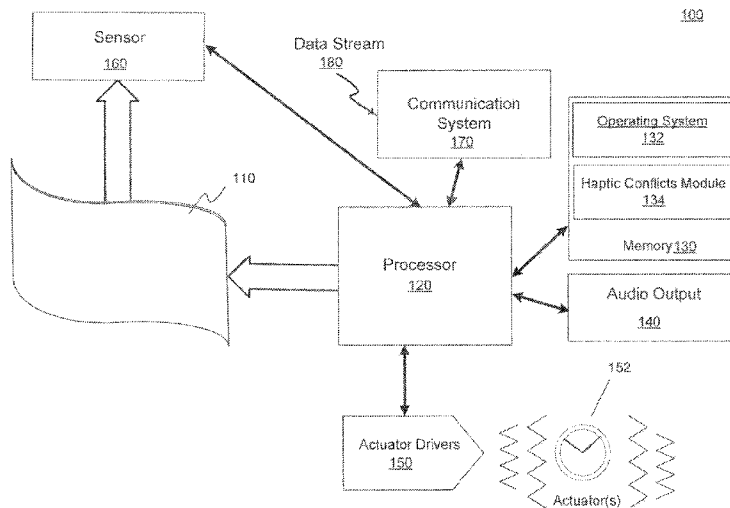 100
Sensor
160
Data Stream
180
Communication
System
170
Operating System
132
Haptic Conflicts Module
134
Memory 130
110
Processor
120
Audio Output
140
152
Actuator Drivers
150
Actuator(s)